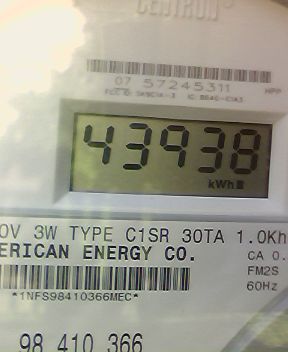 CENTRON®
07 57245311
43938
kWh
0V 3W TYPE C1SR 30TA 1.0Kh
ERICAN ENERGY CO.
CA 0.
FM2S
*1NFS98410366MEC*
60Hz
98 410 366